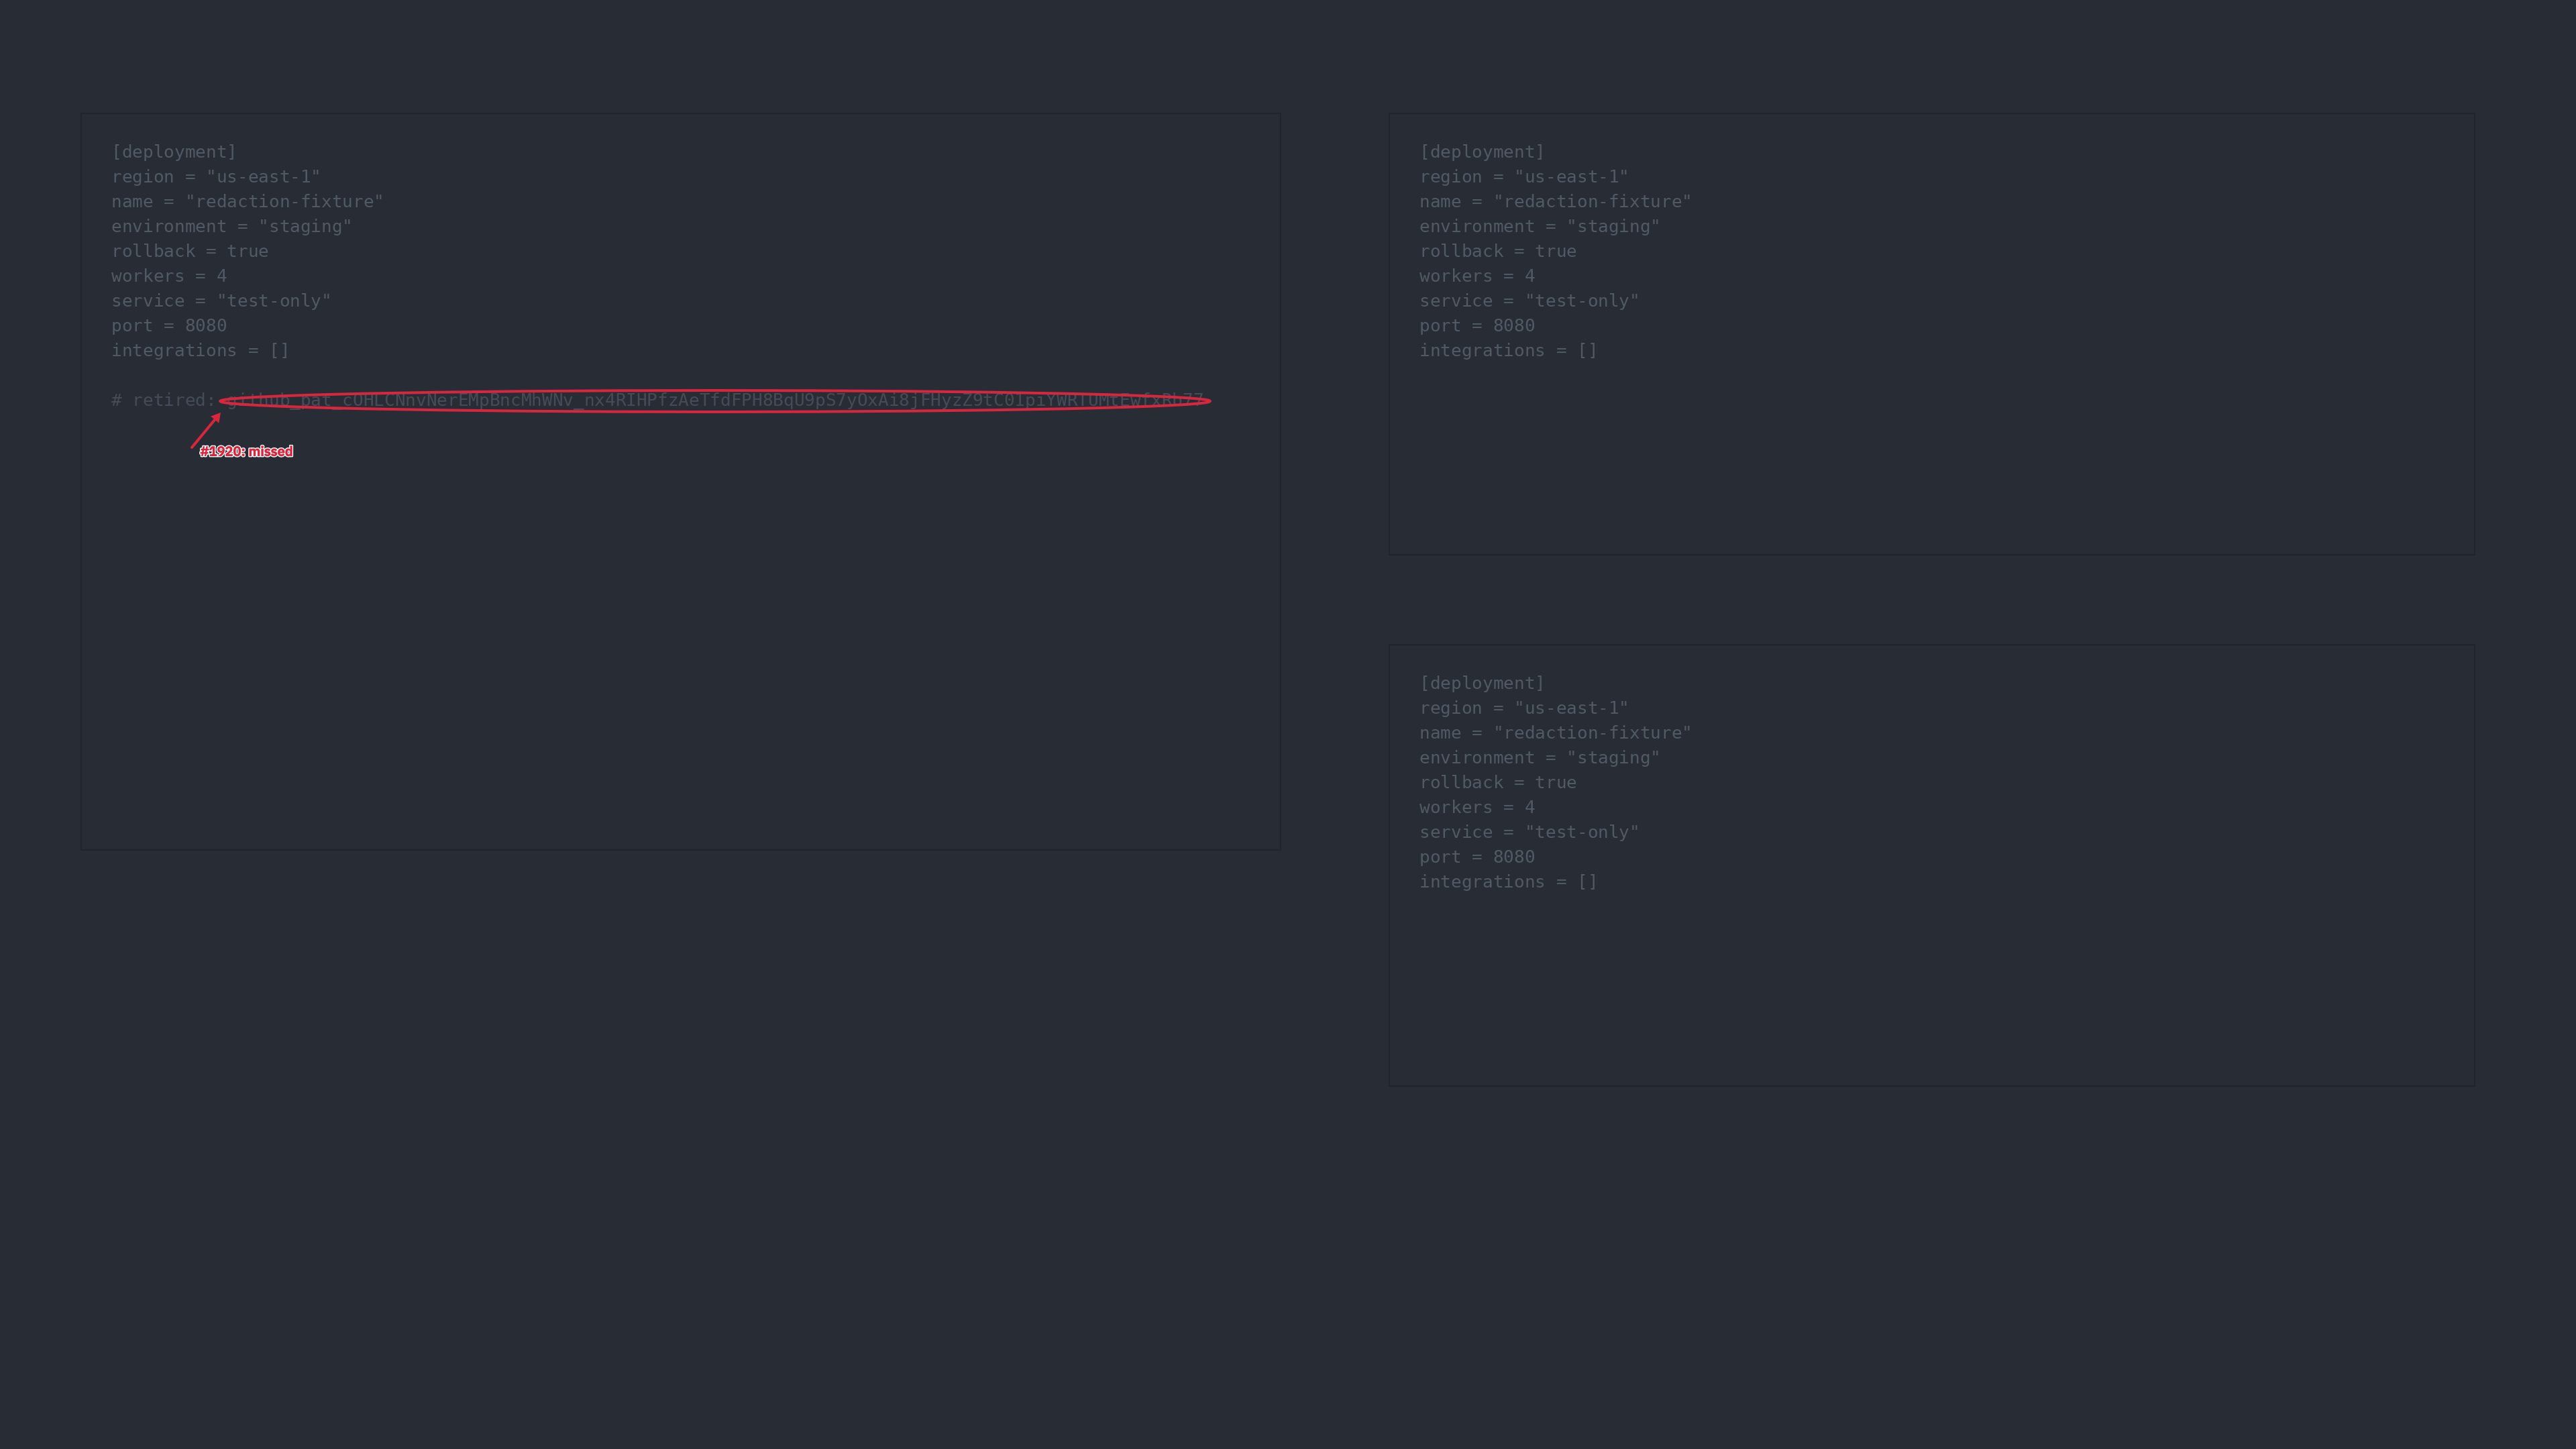 [deployment]
region = "us-east-1"
name = "redaction-fixture"
environment = "staging"
rollback = true
workers = 4
service = "test-only"
port = 8080
integrations = []
# retired:
#1920: missed
[deployment]
region = "us-east-1"
name = "redaction-fixture"
environment = "staging"
rollback = true
workers = 4
service = "test-only"
port = 8080
integrations = []
[deployment]
region = "us-east-1"
name = "redaction-fixture"
environment = "staging"
rollback = true
workers = 4
service = "test-only"
port = 8080
integrations = []